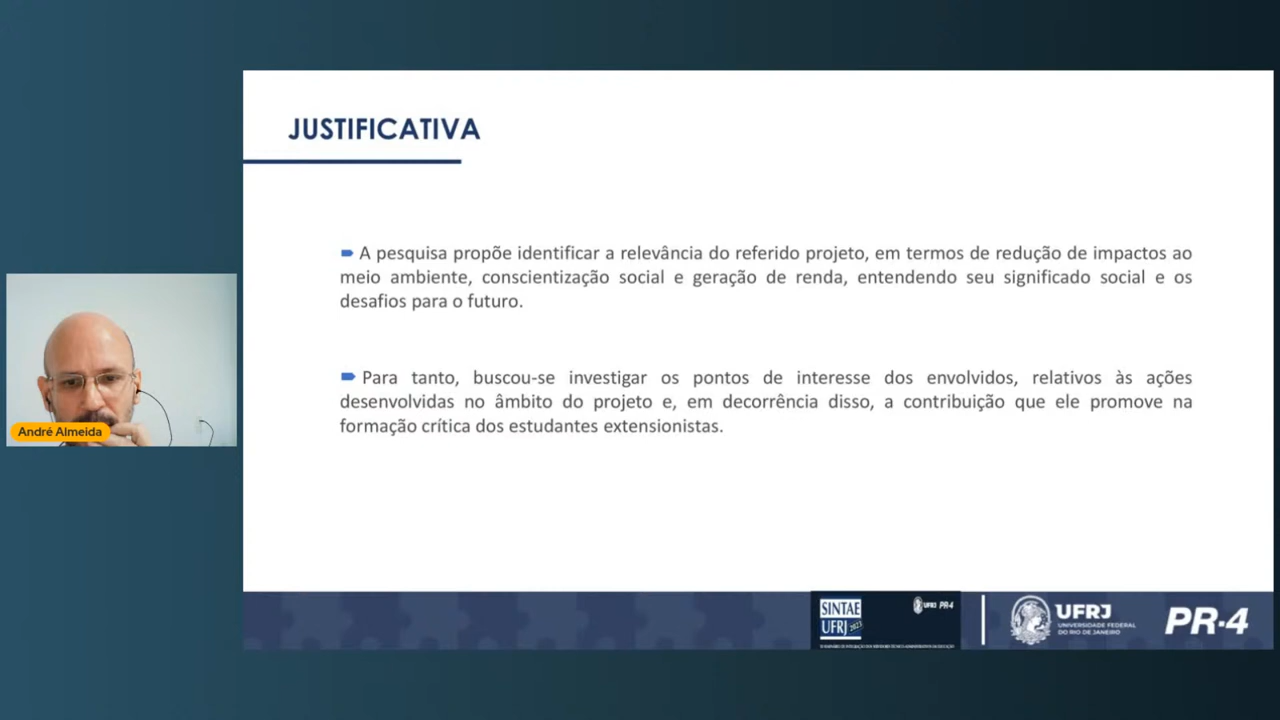 JUSTIFICATIVA
A pesquisa propõe identificar a relevância do referido projeto, em termos de redução de impactos ao
meio ambiente, conscientização social e geração de renda, entendendo seu significado social e os
desafios para o futuro.
Para tanto, buscou-se investigar os pontos de interesse dos envolvidos, relativos às ações
desenvolvidas no âmbito do projeto e, em decorrência disso, a contribuição que ele promove na
formação crítica dos estudantes extensionistas.
André Almeida
SINTAE
UFRJ 2023
UFRJ PR-4
UFRJ
UNIVERSIDADE FEDERAL
DO RIO DE JANEIRO
PR-4